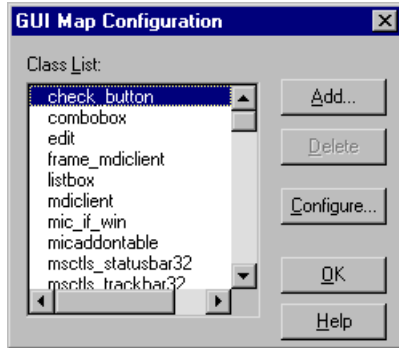 GUI Map Configuration
Class List:
check_button
combobox
edit
frame_mdiclient
listbox
mdiclient
mic_if_win
micaddontable
msctls_statusbar32
msctls_trackbar32
Add...
Delete
Configure...
OK
Help